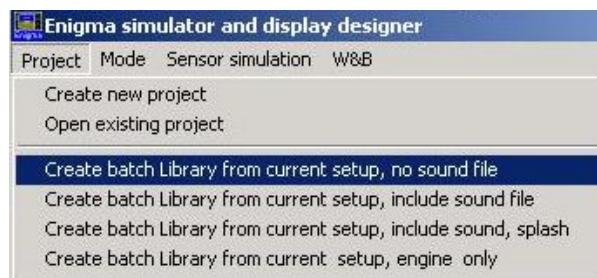 Enigma simulator and display designer
Project Mode Sensor simulation W&B
Create new project
Open existing project
Create batch Library from current setup, no sound file
Create batch Library from current setup, include sound file
Create batch Library from current setup, include sound, splash
Create batch Library from current setup, engine only